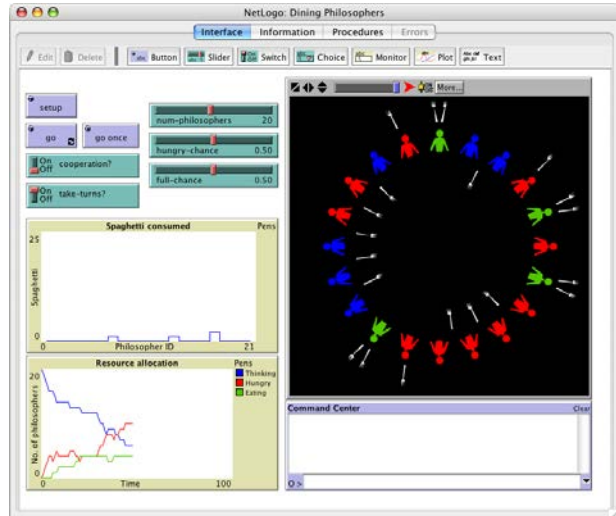 NetLogo: Dining Philosophers
Interface Information Procedures Errors
Edit Delete Button Slider Switch Choice Monitor Plot Text
setup
go go once
On Off cooperation?
On Off take-turns?
num-philosophers 20
hungry-chance 0.50
full-chance 0.50
More...
Spaghetti consumed Pens
25
Spaghetti
0
0 Philosopher ID 21
Resource allocation Pens
20
Thinking
Hungry
Eating
No. of philosophers
0
0 Time 100
Command Center Clear
O>